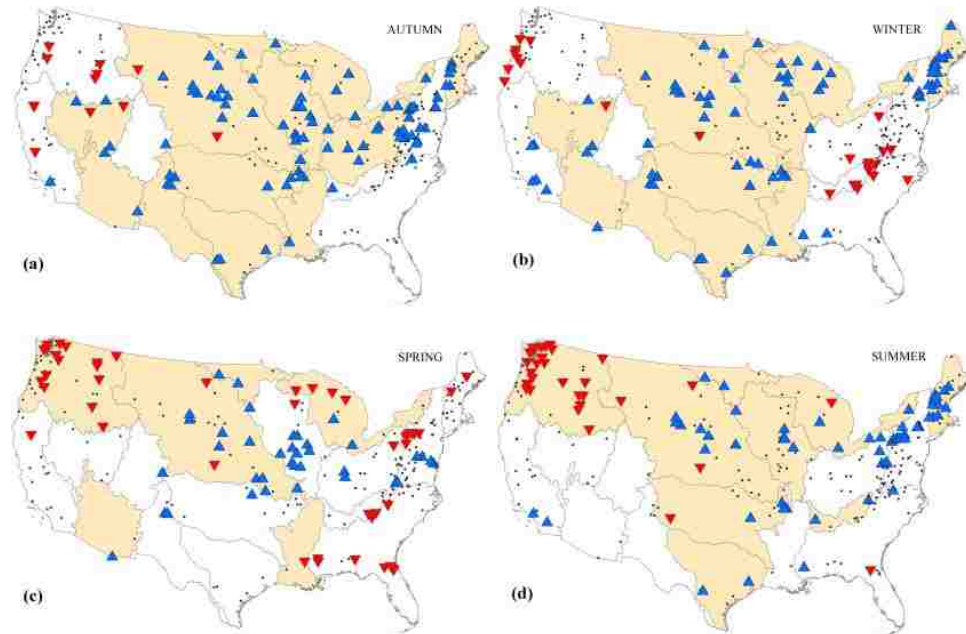 AUTUMN
WINTER
(a)
(b)
SPRING
SUMMER
(c)
(d)